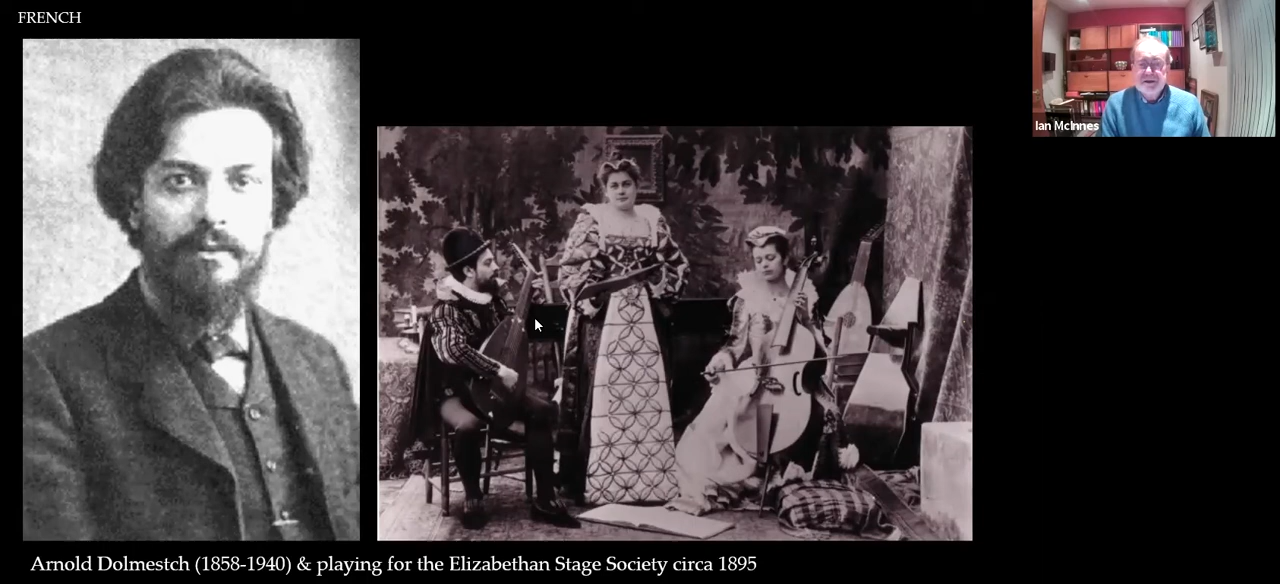 FRENCH
Ian McInnes
Arnold Dolmestch (1858-1940) & playing for the Elizabethan Stage Society circa 1895